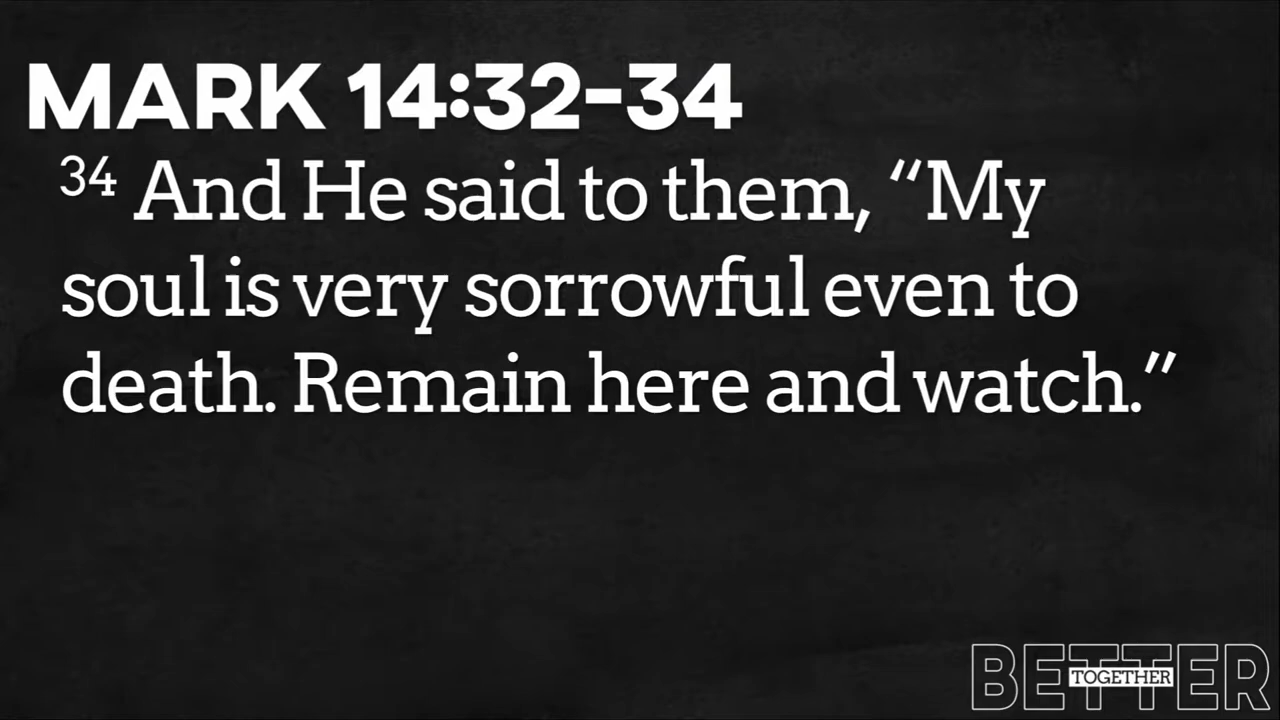 MARK 14:32-34
34 And He said to them, “My
soul is very sorrowful even to
death. Remain here and watch.”
BETTER
TOGETHER